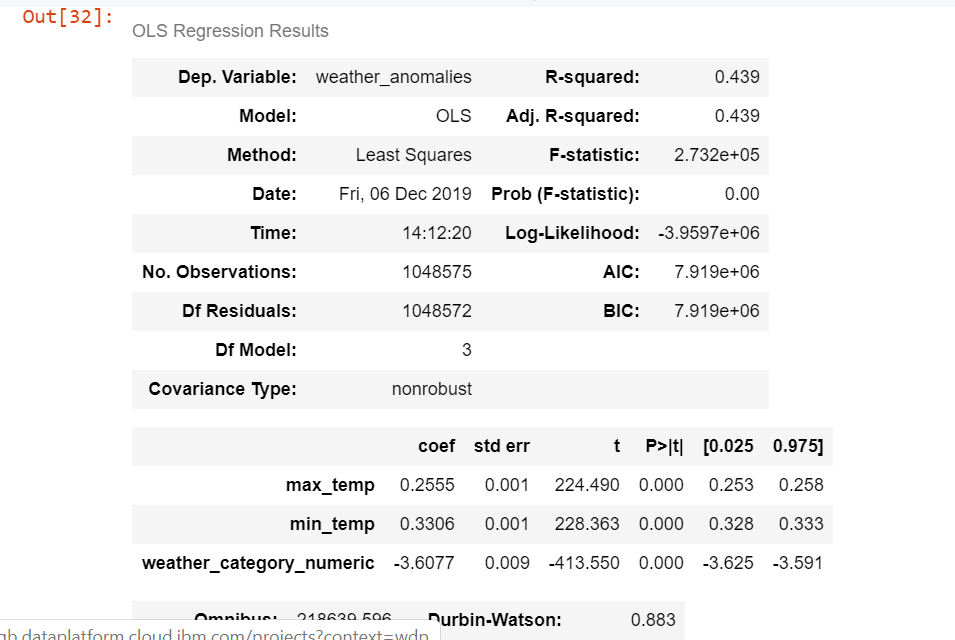 Out[32]:
OLS Regression Results
Dep. Variable: weather_anomalies R-squared: 0.439
Model: OLS Adj. R-squared: 0.439
Method: Least Squares F-statistic: 2.732e+05
Date: Fri, 06 Dec 2019 Prob (F-statistic): 0.00
Time: 14:12:20 Log-Likelihood: -3.9597e+06
No. Observations: 1048575 AIC: 7.919e+06
Df Residuals: 1048572 BIC: 7.919e+06
Df Model: 3
Covariance Type: nonrobust
coef std err t P>|t| [0.025 0.975]
max_temp 0.2555 0.001 224.490 0.000 0.253 0.258
min_temp 0.3306 0.001 228.363 0.000 0.328 0.333
weather_category_numeric -3.6077 0.009 -413.550 0.000 -3.625 -3.591
Omnibus: 218639.596 Durbin-Watson: 0.883
dataplatform.cloud.ibm.com/projects?context=wdp